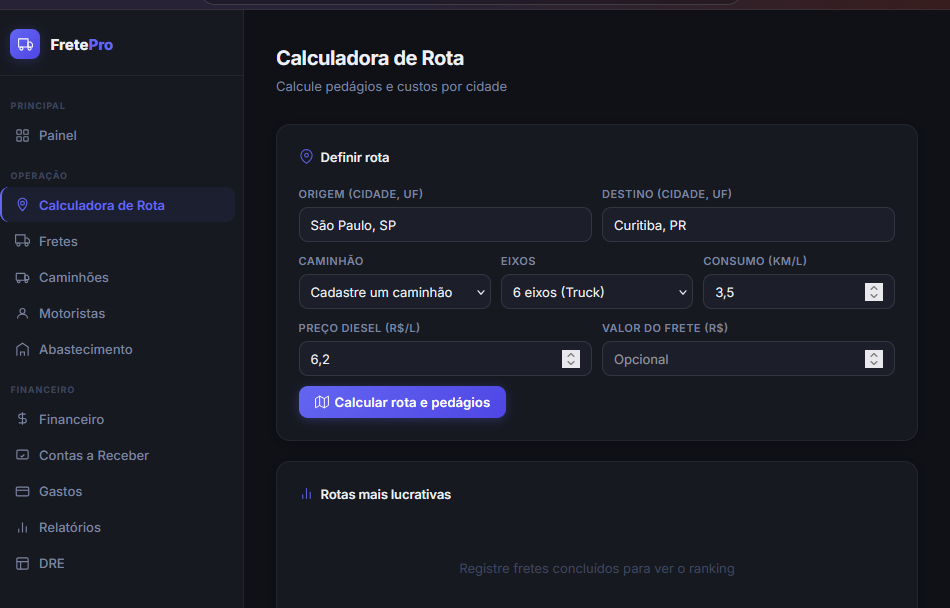 FretePro
PRINCIPAL
Painel
OPERAÇÃO
Calculadora de Rota
Fretes
Caminhões
Motoristas
Abastecimento
FINANCEIRO
Financeiro
Contas a Receber
Gastos
Relatórios
DRE
Calculadora de Rota
Calcule pedágios e custos por cidade
Definir rota
ORIGEM (CIDADE, UF) DESTINO (CIDADE, UF)
São Paulo, SP Curitiba, PR
CAMINHÃO EIXOS CONSUMO (KM/L)
Cadastre um caminhão 6 eixos (Truck) 3,5
PREÇO DIESEL (R$/L) VALOR DO FRETE (R$)
6,2 Opcional
Calcular rota e pedágios
Rotas mais lucrativas
Registre fretes concluídos para ver o ranking